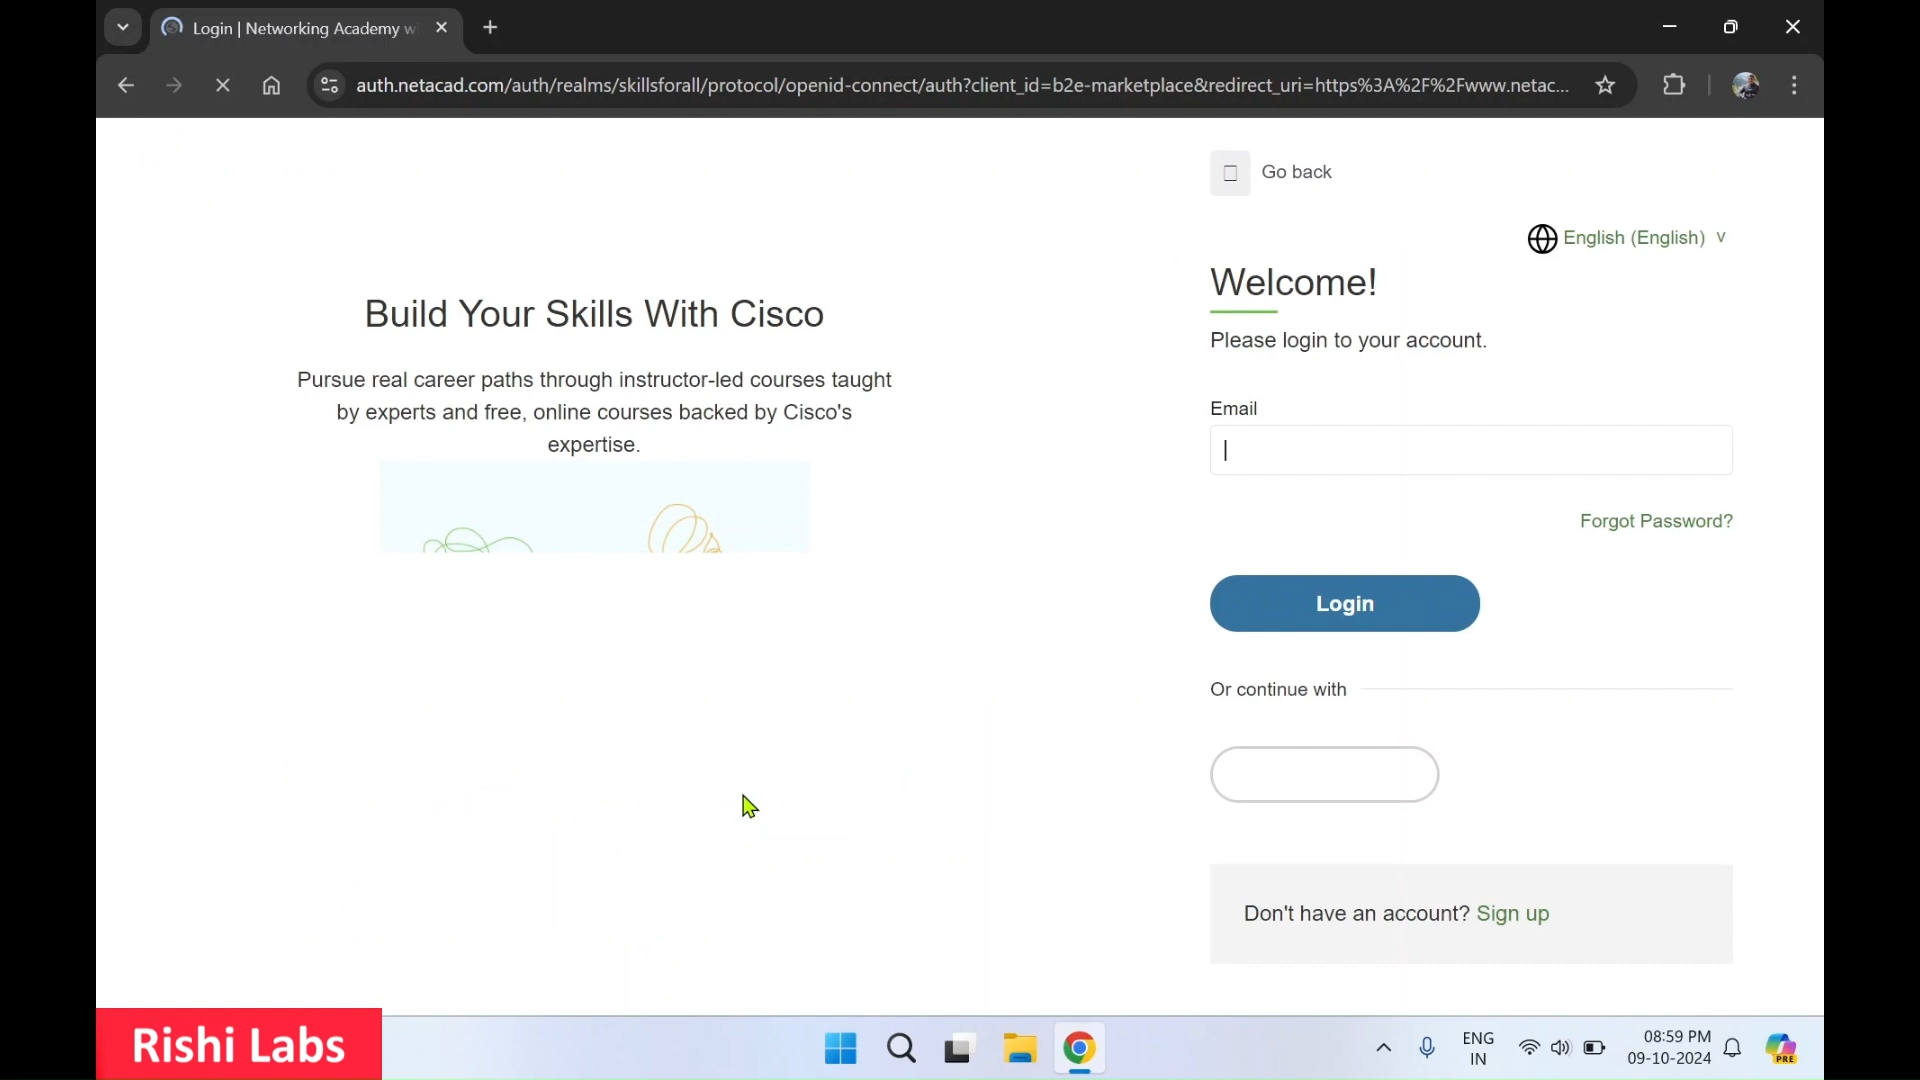 Login | Networking Academy w
auth.netacad.com/auth/realms/skillsforall/protocol/openid-connect/auth?client_id=b2e-marketplace&redirect_uri=https%3A%2F%2Fwww.netac...
Go back
English (English) v
Welcome!
Please login to your account.
Build Your Skills With Cisco
Pursue real career paths through instructor-led courses taught
by experts and free, online courses backed by Cisco's
expertise.
Email
Forgot Password?
Login
Or continue with
Don't have an account? Sign up
Rishi Labs
ENG
IN
08:59 PM
09-10-2024
PRE